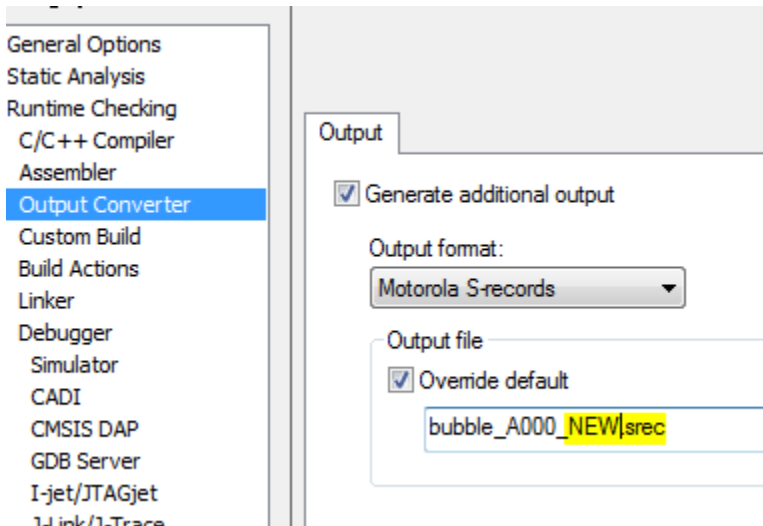 General Options
Static Analysis
Runtime Checking
C/C++ Compiler
Assembler
Output Converter
Custom Build
Build Actions
Linker
Debugger
Simulator
CADI
CMSIS DAP
GDB Server
I-jet/JTAGjet
J-Link/J-Trace
Output
Generate additional output
Output format:
Motorola S-records
Output file
Override default
bubble_A000_NEW.srec